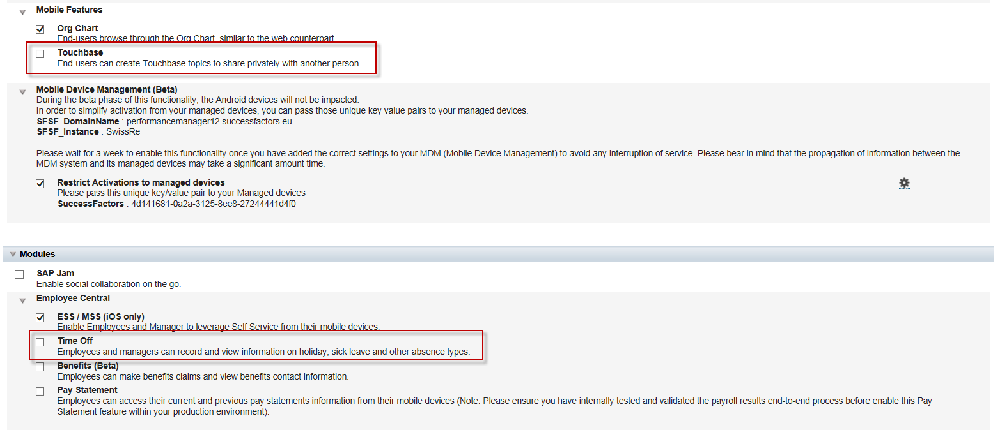 Mobile Features
Org Chart
End-users browse through the Org Chart, similar to the web counterpart.
Touchbase
End-users can create Touchbase topics to share privately with another person.
Mobile Device Management (Beta)
During the beta phase of this functionality, the Android devices will not be impacted.
In order to simplify activation from your managed devices, you can pass those unique key value pairs to your managed devices.
SFSF_DomainName : performancemanager12.successfactors.eu
SFSF_Instance : SwissRe
Please wait for a week to enable this functionality once you have added the correct settings to your MDM (Mobile Device Management) to avoid any interruption of service. Please bear in mind that the propagation of information between the
MDM system and its managed devices may take a significant amount time.
Restrict Activations to managed devices
Please pass this unique key/value pair to your Managed devices
SuccessFactors : 4d141681-0a2a-3125-8ee8-27244441d4f0
Modules
SAP Jam
Enable social collaboration on the go.
Employee Central
ESS / MSS (iOS only)
Enable Employees and Manager to leverage Self Service from their mobile devices.
Time Off
Employees and managers can record and view information on holiday, sick leave and other absence types.
Benefits (Beta)
Employees can make benefits claims and view benefits contact information.
Pay Statement
Employees can access their current and previous pay statements information from their mobile devices (Note: Please ensure you have internally tested and validated the payroll results end-to-end process before enable this Pay
Statement feature within your production environment).